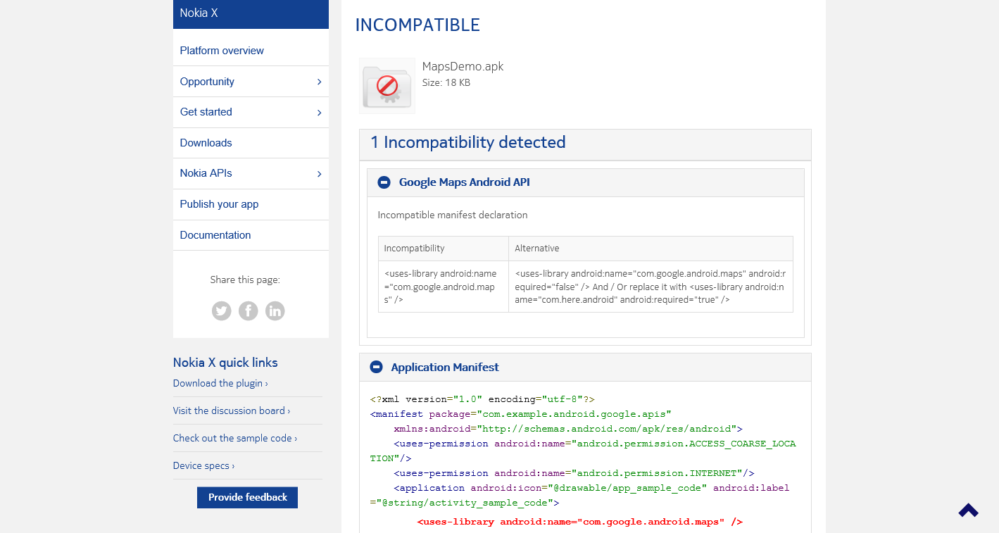 Nokia X
Platform overview
Opportunity
Get started
Downloads
Nokia APIs
Publish your app
Documentation
Share this page:
Nokia X quick links
Download the plugin ›
Visit the discussion board ›
Check out the sample code ›
Device specs ›
Provide feedback
INCOMPATIBLE
MapsDemo.apk
Size: 18 KB
1 Incompatibility detected
Google Maps Android API
Incompatible manifest declaration
Incompatibility
Alternative
<uses-library android:name
="com.google.android.map
s" />
<uses-library android:name="com.google.android.maps" android:r
equired="false" /> And / Or replace it with <uses-library android:n
ame="com.here.android" android:required="true" />
Application Manifest
<?xml version="1.0" encoding="utf-8"?>
<manifest package="com.example.android.google.apis"
xmlns:android="http://schemas.android.com/apk/res/android">
<uses-permission android:name="android.permission.ACCESS_COARSE_LOCA
TION"/>
<uses-permission android:name="android.permission.INTERNET"/>
<application android:icon="@drawable/app_sample_code" android:label
="@string/activity_sample_code">
<uses-library android:name="com.google.android.maps" />